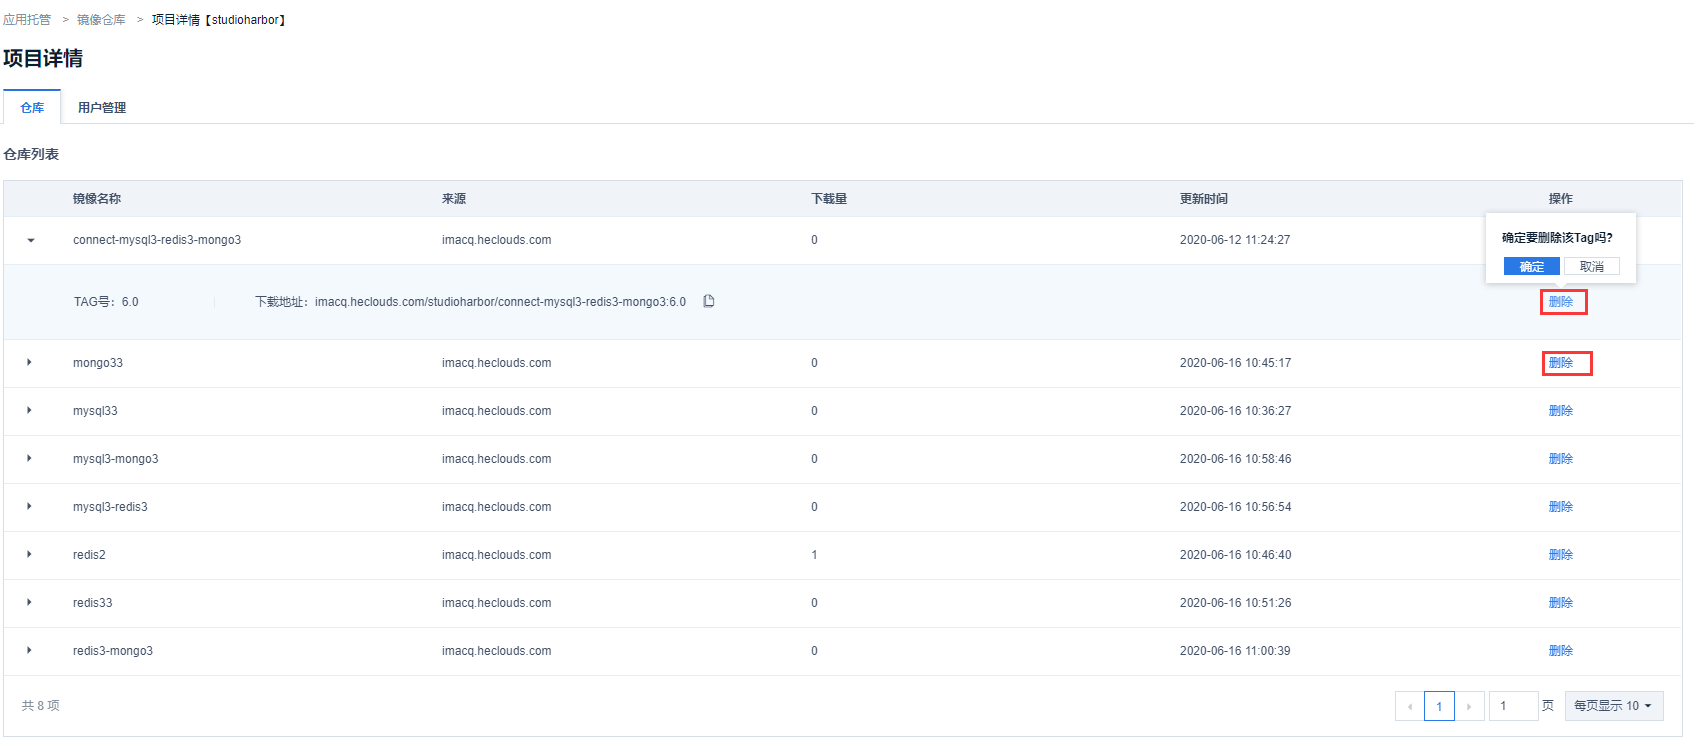 应用托管 > 镜像仓库 > 项目详情【studioharbor】
项目详情
仓库 用户管理
仓库列表
镜像名称 来源 下载量 更新时间 操作
connect-mysql3-redis3-mongo3 imacq.heclouds.com 0 2020-06-12 11:24:27
确定要删除该Tag吗?
确定 取消
TAG号：6.0 下载地址：imacq.heclouds.com/studioharbor/connect-mysql3-redis3-mongo3:6.0 删除
mongo33 imacq.heclouds.com 0 2020-06-16 10:45:17 删除
mysql33 imacq.heclouds.com 0 2020-06-16 10:36:27 删除
mysql3-mongo3 imacq.heclouds.com 0 2020-06-16 10:58:46 删除
mysql3-redis3 imacq.heclouds.com 0 2020-06-16 10:56:54 删除
redis2 imacq.heclouds.com 1 2020-06-16 10:46:40 删除
redis33 imacq.heclouds.com 0 2020-06-16 10:51:26 删除
redis3-mongo3 imacq.heclouds.com 0 2020-06-16 11:00:39 删除
共 8 项 1 1 页 每页显示 10